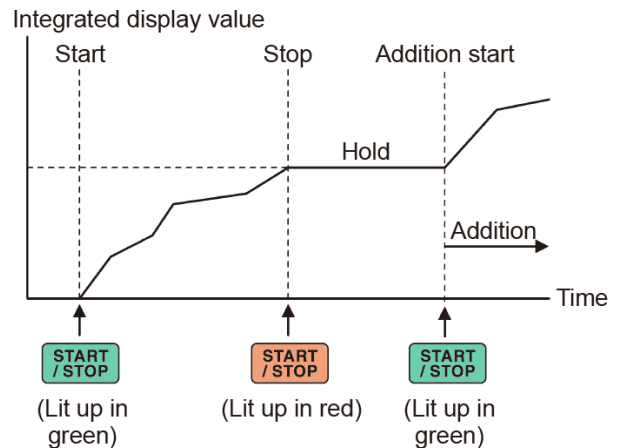 Integrated display value
Start
Stop
Addition start
Hold
Addition
Time
START
/ STOP
START
/ STOP
START
/ STOP
(Lit up in
green)
(Lit up in red)
(Lit up in
green)